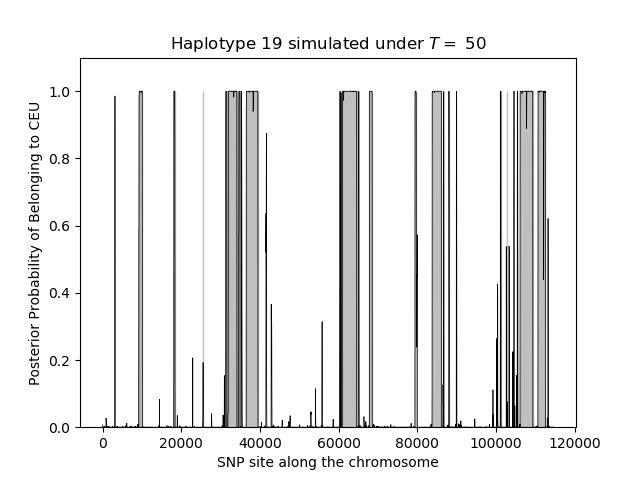 Haplotype 19 simulated under T = 50
Posterior Probability of Belonging to CEU
1.0
0.8
0.6
0.4
0.2
0.0
0 20000 40000 60000 80000 100000 120000
SNP site along the chromosome